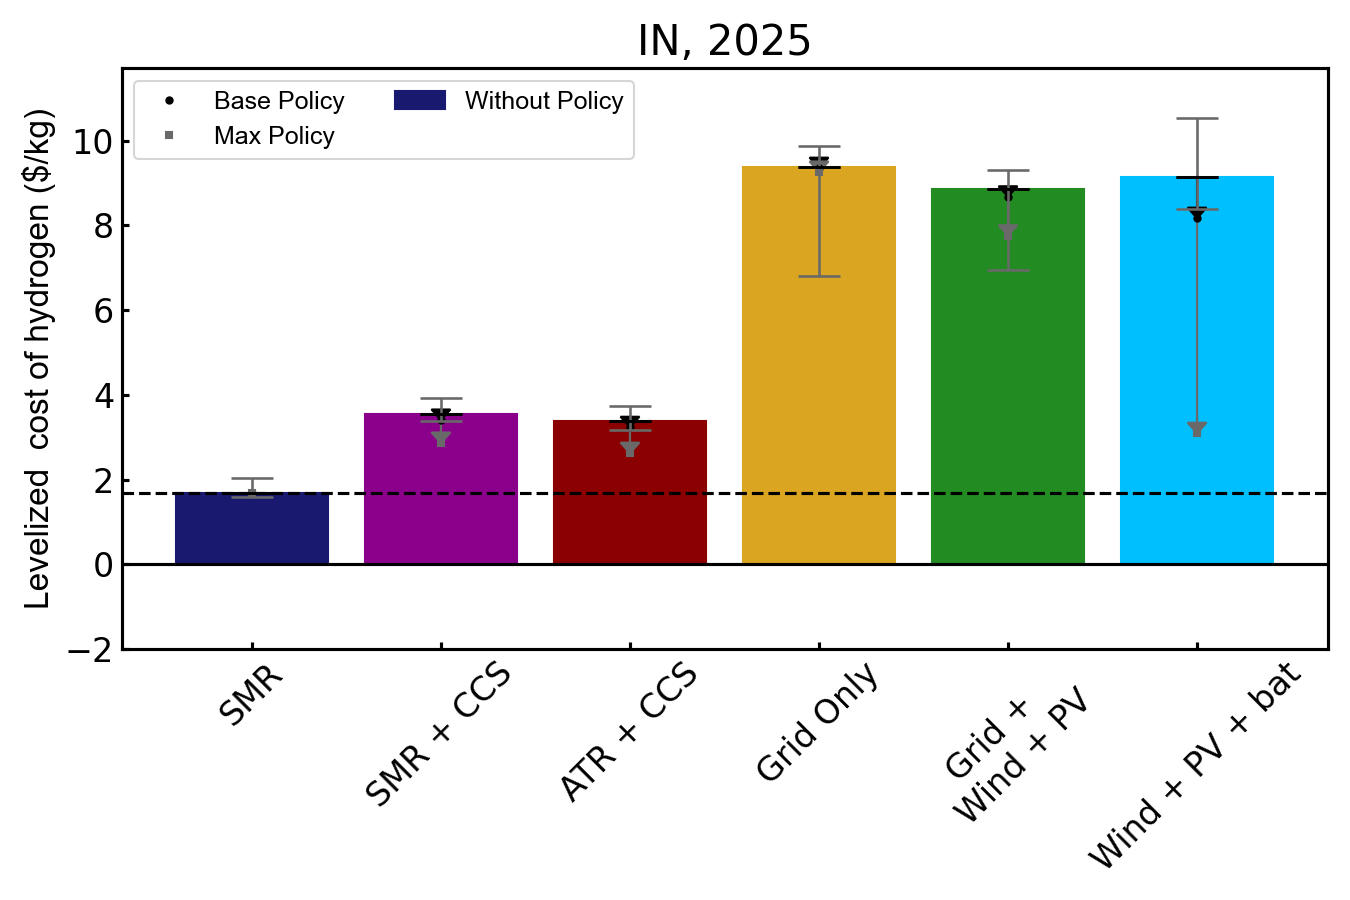 IN, 2025
Base Policy
Max Policy
Without Policy
Levelized  cost of hydrogen ($/kg)
10
8
6
4
2
0
−2
SMR
SMR + CCS
ATR + CCS
Grid Only
Grid +
Wind + PV
Wind + PV + bat